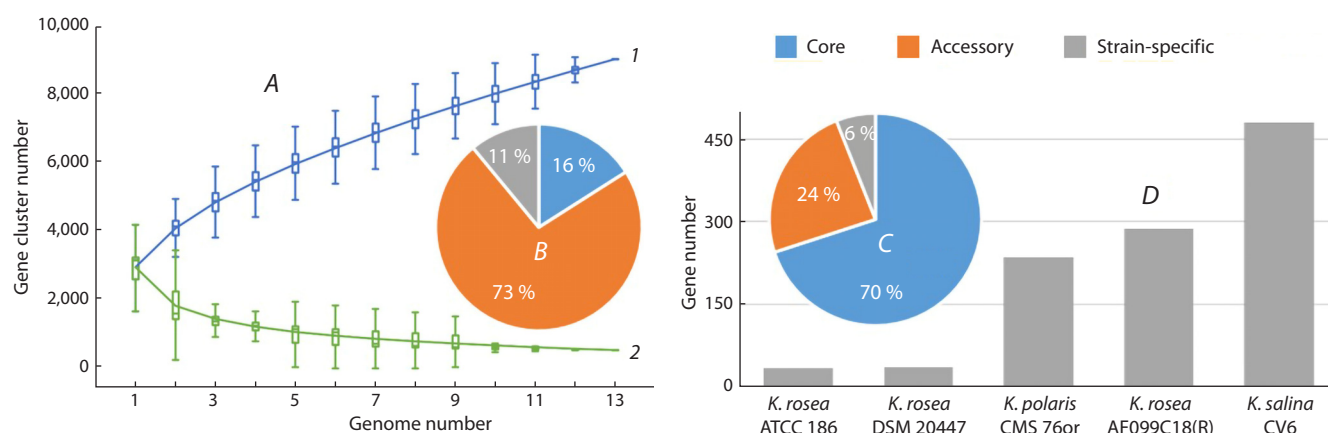 10,000
8,000
6,000
4,000
2,000
0
Gene cluster number
A
1
2
11 %
16 %
B
73 %
1 3 5 7 9 11 13
Genome number
Core Accessory Strain-specific
450
300
150
0
Gene number
6 %
24 %
C
70 %
D
K. rosea K. rosea K. polaris K. rosea K. salina
ATCC 186 DSM 20447 CMS 76or AF099C18(R) CV6